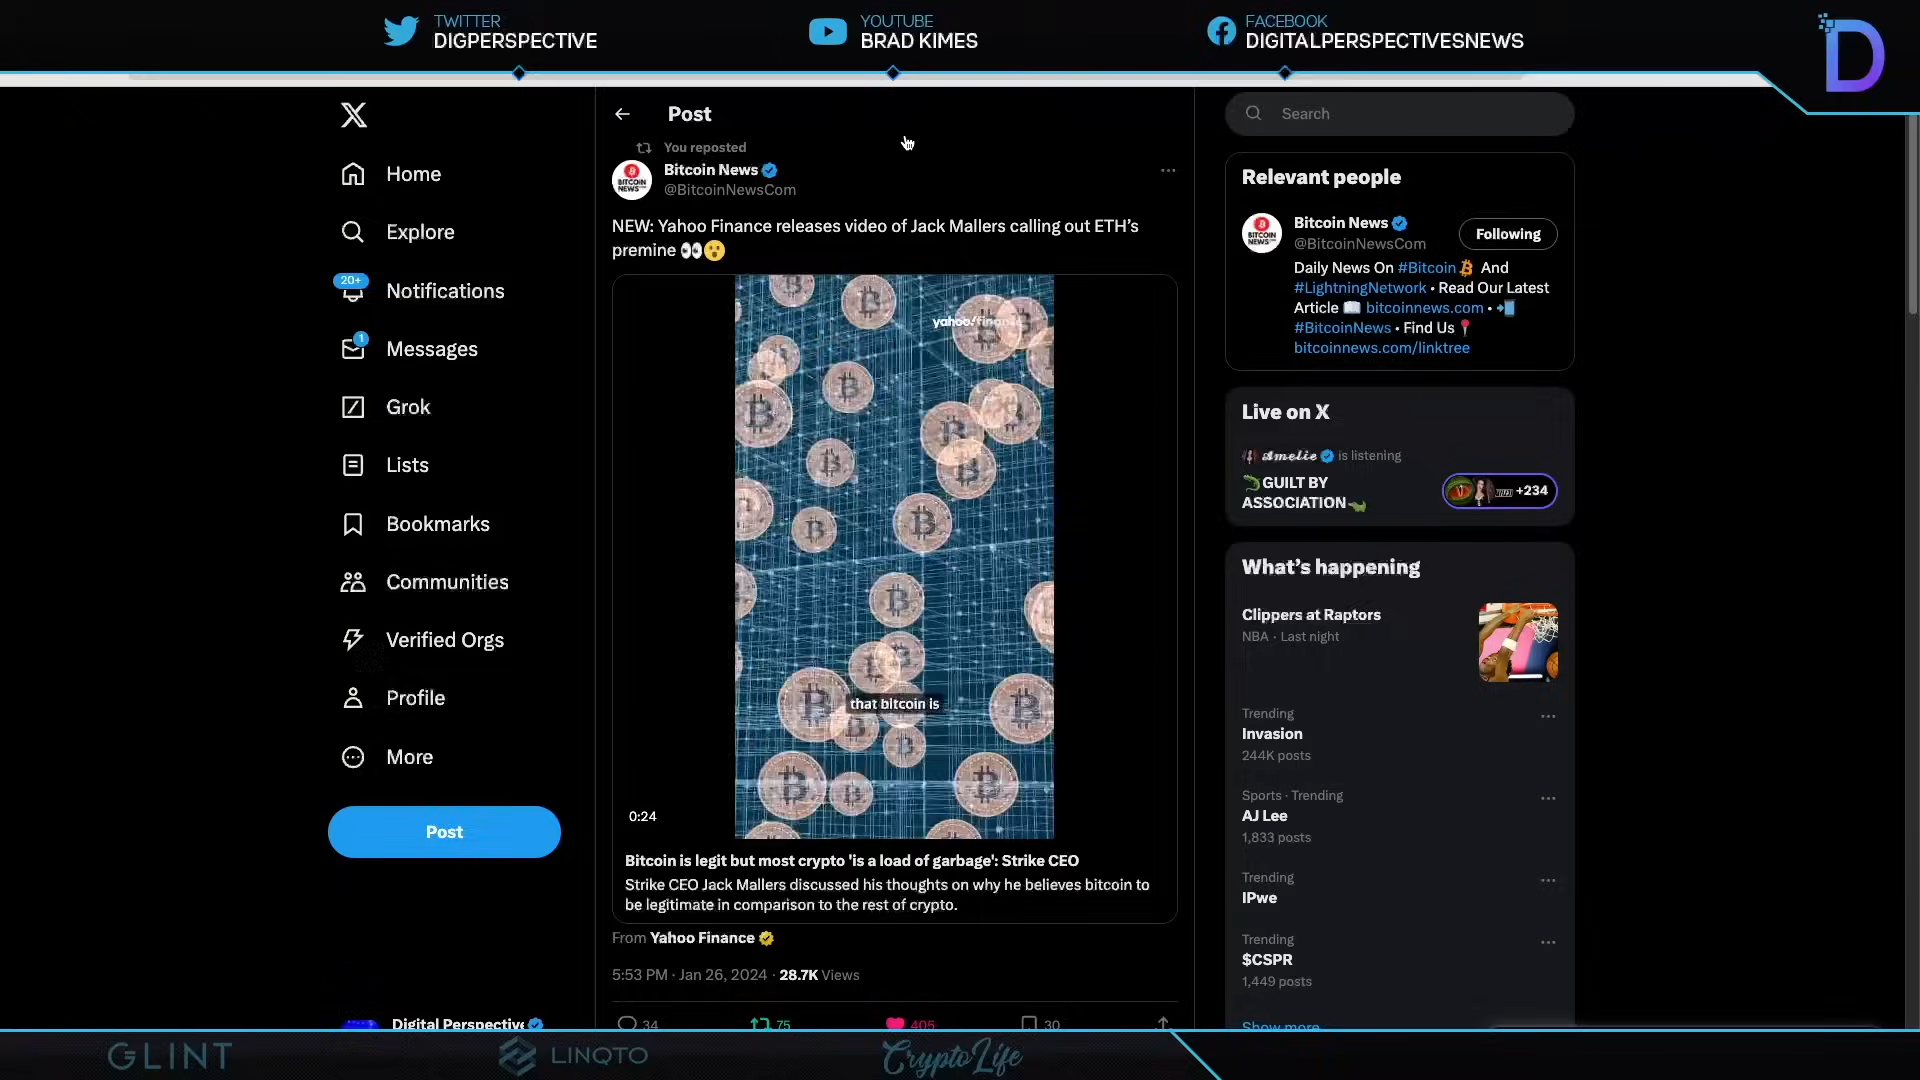 TWITTER
DIGPERSPECTIVE
YOUTUBE
BRAD KIMES
FACEBOOK
DIGITALPERSPECTIVESNEWS
D
Home
Explore
20+
Notifications
1
Messages
Grok
Lists
Bookmarks
Communities
Verified Orgs
Profile
More
Post
Digital Perspective
Post
You reposted
Bitcoin News
@BitcoinNewsCom
NEW: Yahoo Finance releases video of Jack Mallers calling out ETH’s
premine 👀😮
yahoo!finance
that bitcoin is
0:24
Bitcoin is legit but most crypto 'is a load of garbage': Strike CEO
Strike CEO Jack Mallers discussed his thoughts on why he believes bitcoin to
be legitimate in comparison to the rest of crypto.
From Yahoo Finance
5:53 PM · Jan 26, 2024 · 28.7K Views
34
75
405
30
Search
Relevant people
Bitcoin News
@BitcoinNewsCom
Following
Daily News On #Bitcoin And
#LightningNetwork • Read Our Latest
Article 📖 bitcoinnews.com • 📲
#BitcoinNews • Find Us 📍
bitcoinnews.com/linktree
Live on X
Amelie is listening
🐊GUILT BY
ASSOCIATION🐊
+234
What’s happening
Clippers at Raptors
NBA · Last night
Trending
Invasion
244K posts
Sports · Trending
AJ Lee
1,833 posts
Trending
IPwe
Trending
$CSPR
1,449 posts
Show more
GLINT
LINQTO
CryptoLife